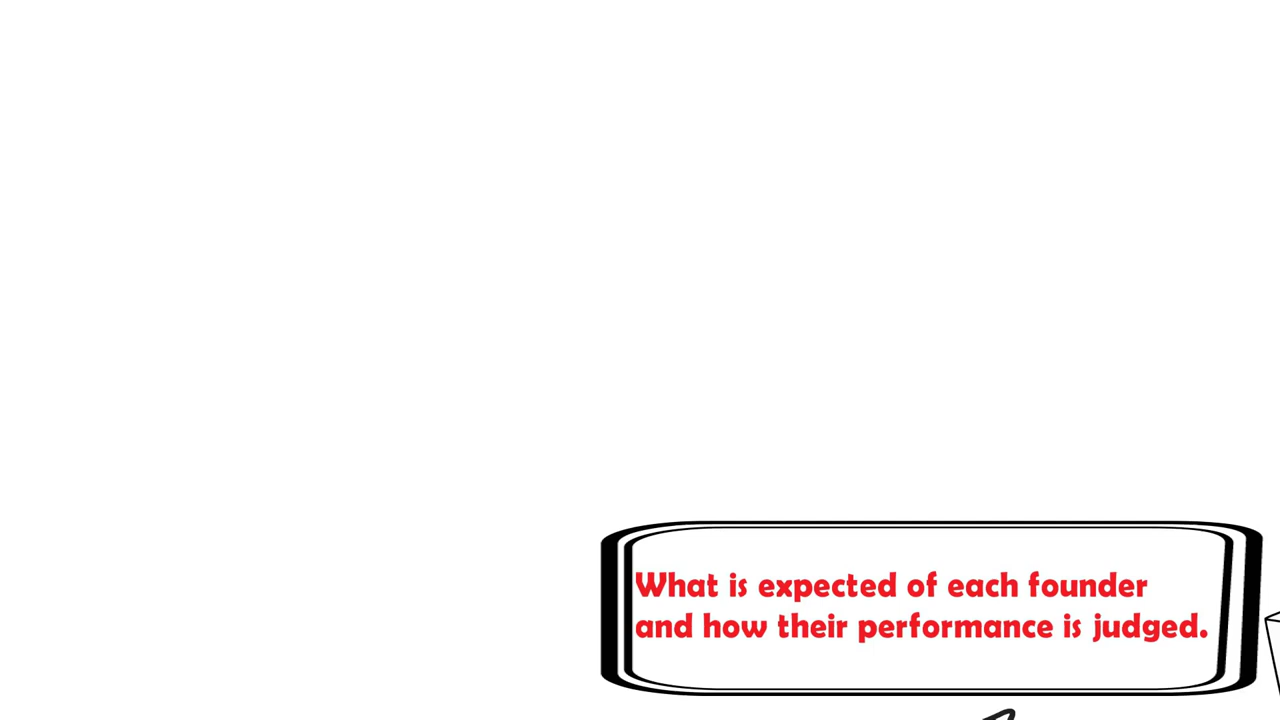 What is expected of each founder
and how their performance is judged.